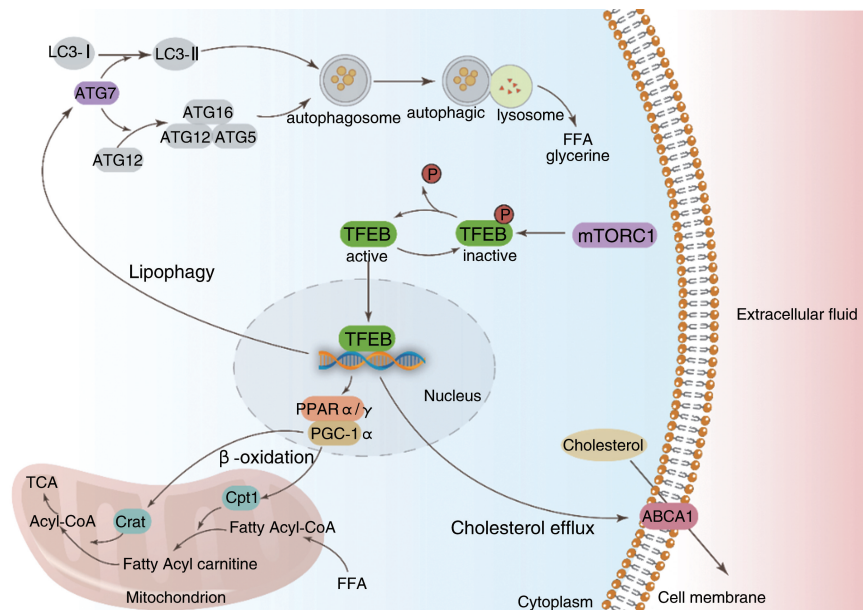 LC3-I
LC3-II
ATG7
ATG16
ATG12 ATG5
ATG12
autophagosome
autophagic
lysosome
FFA
glycerine
P
P
TFEB
active
TFEB
inactive
mTORC1
Lipophagy
TFEB
Nucleus
Extracellular fluid
PPAR α/γ
PGC-1 α
β-oxidation
Cholesterol
TCA
Cpt1
Acyl-CoA
Crat
Fatty Acyl-CoA
ABCA1
Cholesterol efflux
Fatty Acyl carnitine
FFA
Mitochondrion
Cytoplasm
Cell membrane